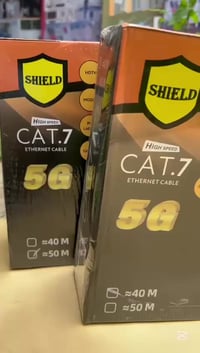 SHIELD
HDTV
HIGH SPEED
CAT.7
ETHERNET CABLE
5G
≈40 M
≈50 M
SHIELD
HIGH SPEED
CAT.7
ETHERNET CABLE
5G
≈40 M
≈50 M